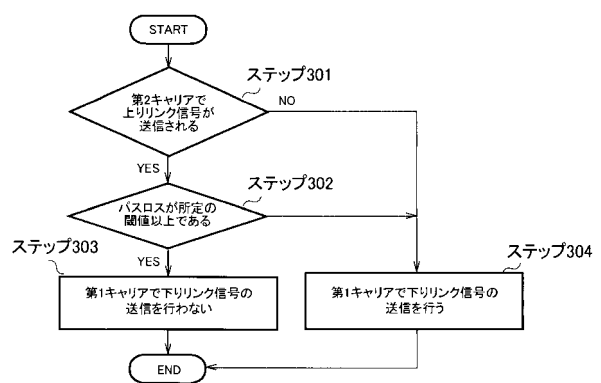 START
ステップ301
第2キャリアで
上りリンク信号が
送信される
NO
YES
ステップ302
パスロスが所定の
閾値以上である
YES
ステップ303
ステップ304
第1キャリアで下りリンク信号の
送信を行わない
第1キャリアで下りリンク信号の
送信を行う
END